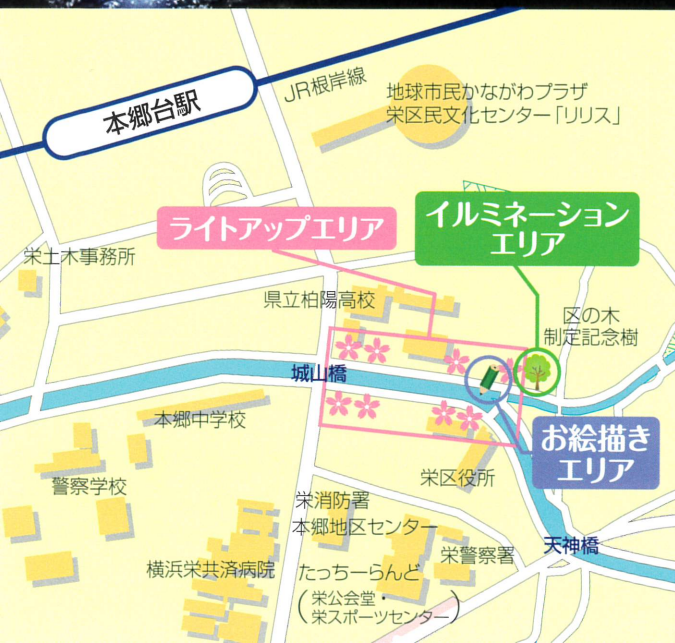 本郷台駅
JR根岸線
地球市民かながわプラザ
栄区民文化センター「リリス」
ライトアップエリア
イルミネーション
エリア
栄土木事務所
県立柏陽高校
区の木
制定記念樹
城山橋
本郷中学校
お絵描き
エリア
警察学校
栄区役所
栄消防署
本郷地区センター
栄警察署
天神橋
横浜栄共済病院
たっちーらんど
(栄公会堂・
栄スポーツセンター)